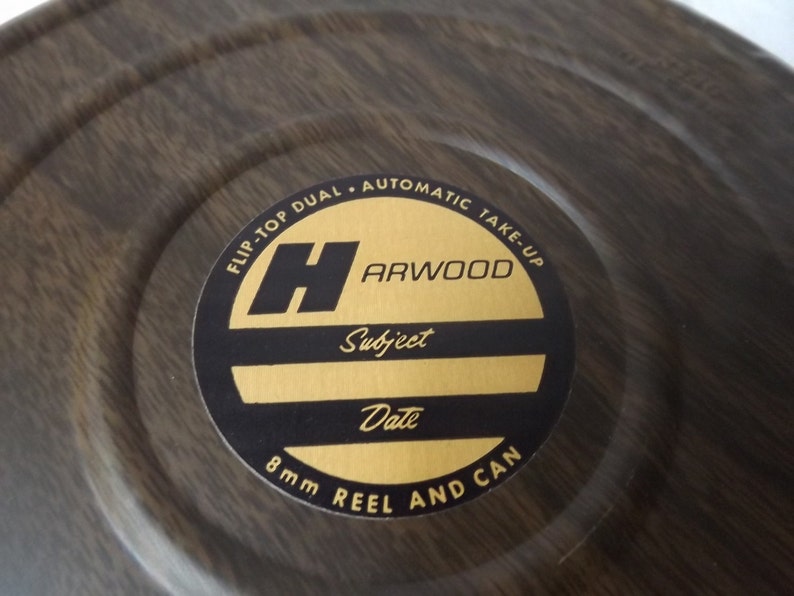 FLIP-TOP DUAL • AUTOMATIC TAKE-UP
HARWOOD
Subject
Date
8mm REEL AND CAN